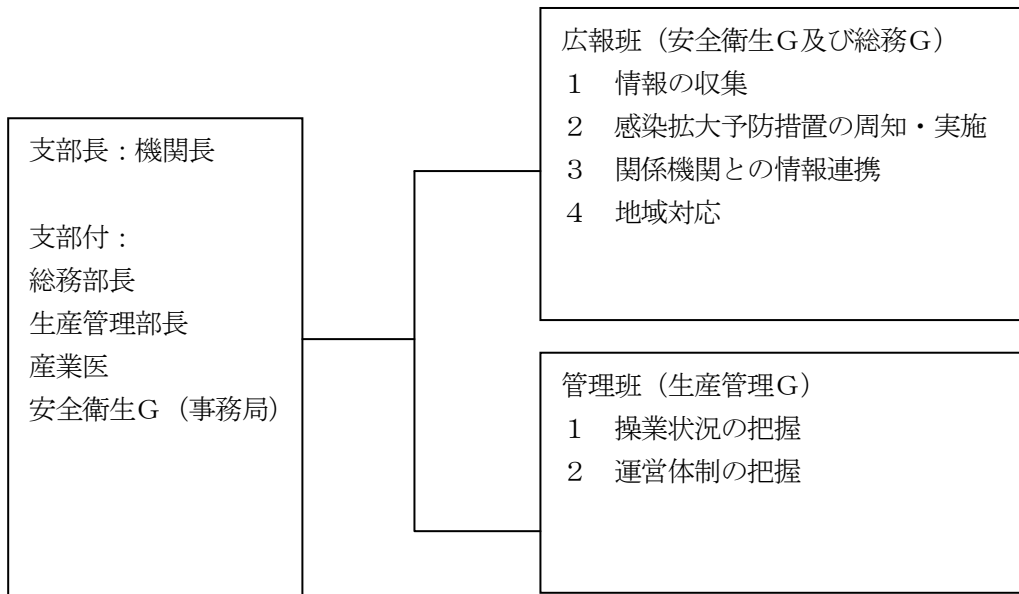 支部長：機関長
支部付：
総務部長
生産管理部長
産業医
安全衛生Ｇ（事務局）
広報班（安全衛生Ｇ及び総務Ｇ）
１　情報の収集
２　感染拡大予防措置の周知・実施
３　関係機関との情報連携
４　地域対応
管理班（生産管理Ｇ）
１　操業状況の把握
２　運営体制の把握